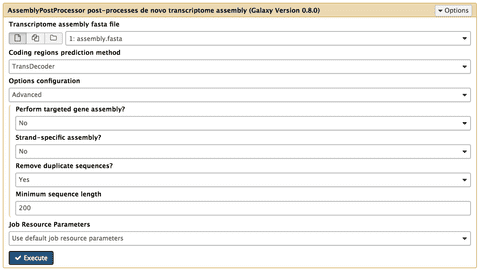 AssemblyPostProcessor post-processes de novo transcriptome assembly (Galaxy Version 0.8.0)
Options
Transcriptome assembly fasta file
1: assembly.fasta
Coding regions prediction method
TransDecoder
Options configuration
Advanced
Perform targeted gene assembly?
No
Strand-specific assembly?
No
Remove duplicate sequences?
Yes
Minimum sequence length
200
Job Resource Parameters
Use default job resource parameters
Execute